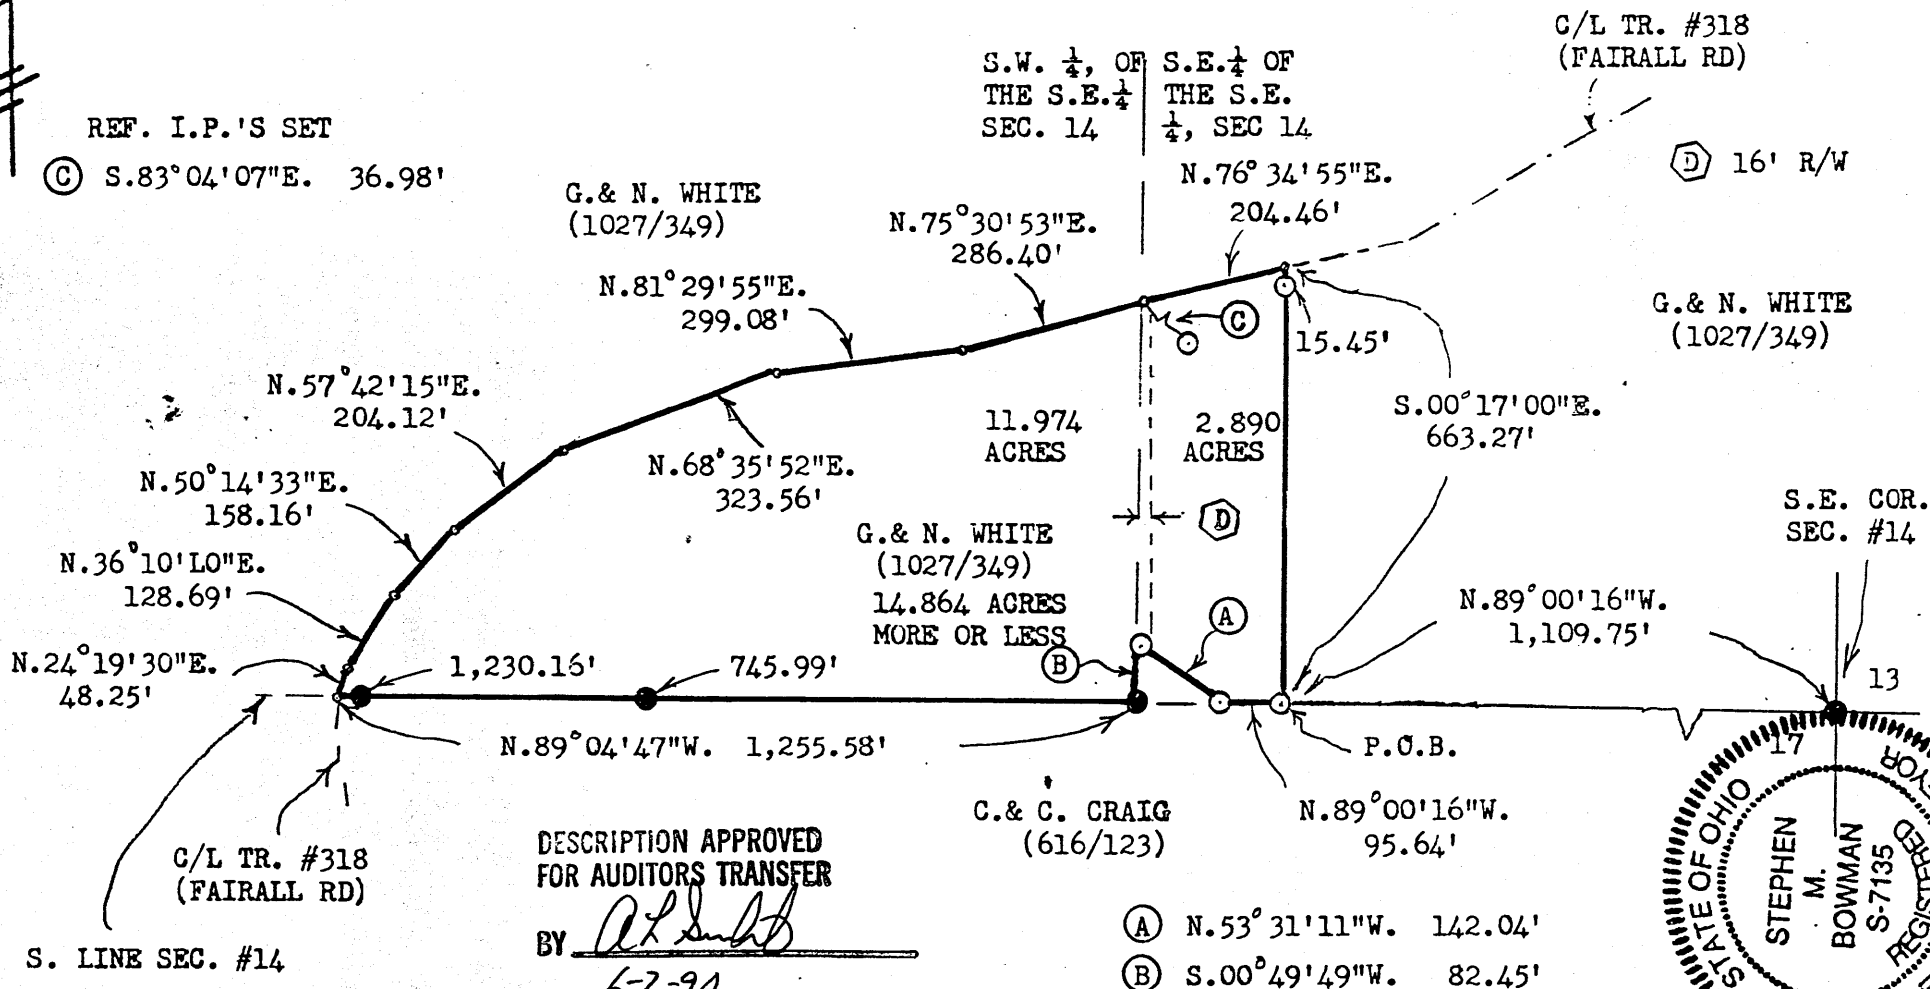 C/L TR. #318
(FAIRALL RD)
S.W. ¼, OF S.E.¼ OF
THE S.E.¼ THE S.E.
SEC. 14 ¼, SEC 14
REF. I.P.'S SET
Ⓒ S.83°04'07"E. 36.98'
D 16' R/W
N.76°34'55"E.
204.46'
G.& N. WHITE
(1027/349)
N.75°30'53"E.
286.40'
N.81°29'55"E.
299.08'
Ⓒ
15.45'
G.& N. WHITE
(1027/349)
N.57°42'15"E.
204.12'
S.00°17'00"E.
663.27'
11.974
ACRES
2.890
ACRES
N.68°35'52"E.
323.56'
N.50°14'33"E.
158.16'
D
S.E. COR.
SEC. #14
G.& N. WHITE
(1027/349)
14.864 ACRES
MORE OR LESS
N.36°10'LO"E.
128.69'
N.89°00'16"W.
1,109.75'
Ⓐ
Ⓑ
N.24°19'30"E.
48.25'
1,230.16'
745.99'
13
17
N.89°04'47"W. 1,255.58'
P.O.B.
C.& C. CRAIG
(616/123)
N.89°00'16"W.
95.64'
C/L TR. #318
(FAIRALL RD)
DESCRIPTION APPROVED
FOR AUDITORS TRANSFER
BY
S. LINE SEC. #14
Ⓐ N.53°31'11"W. 142.04'
Ⓑ S.00°49'49"W. 82.45'
STATE OF OHIO
STEPHEN
M.
BOWMAN
S-7135
REGISTERED